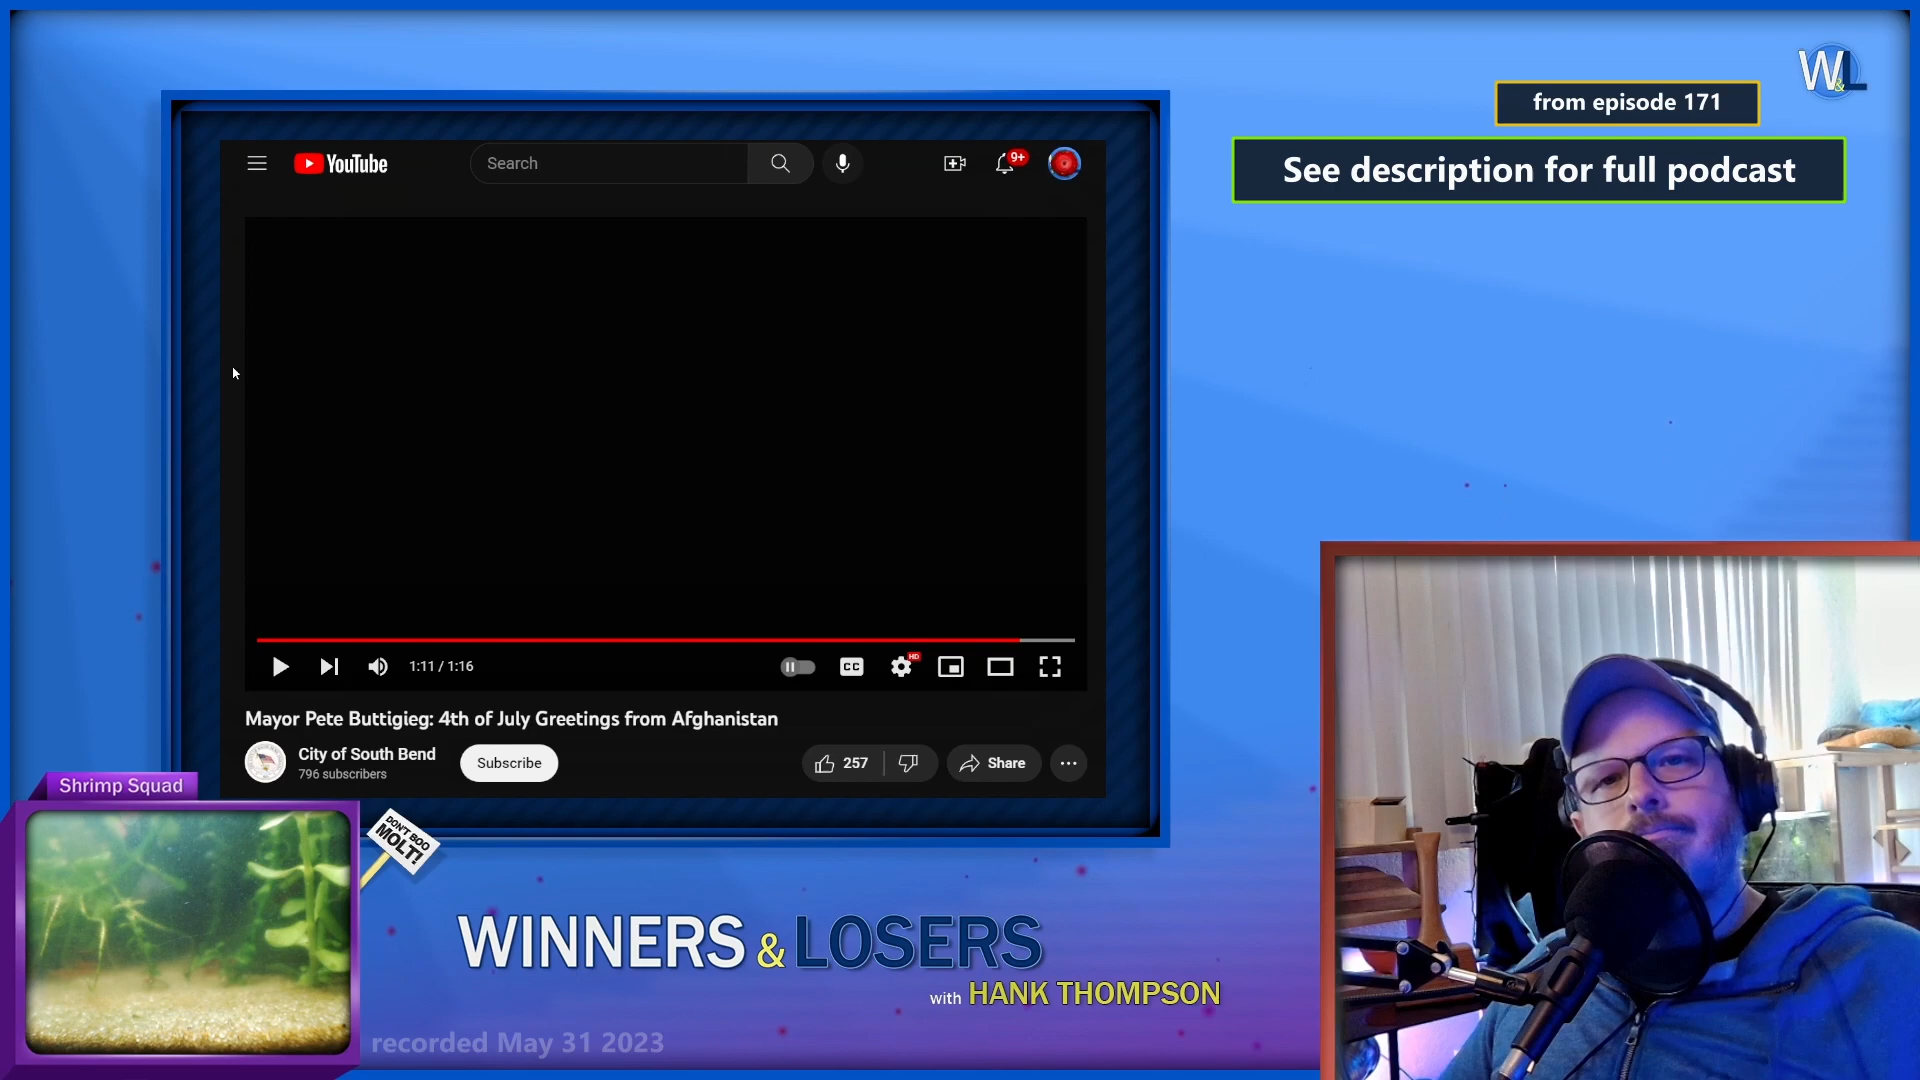 W&L
from episode 171
See description for full podcast
YouTube
Search
9+
HD
CC
1:11 / 1:16
Mayor Pete Buttigieg: 4th of July Greetings from Afghanistan
City of South Bend
796 subscribers
Subscribe
257
Share
Shrimp Squad
DON'T BOO
MOLT!
WINNERS & LOSERS
with HANK THOMPSON
recorded May 31 2023